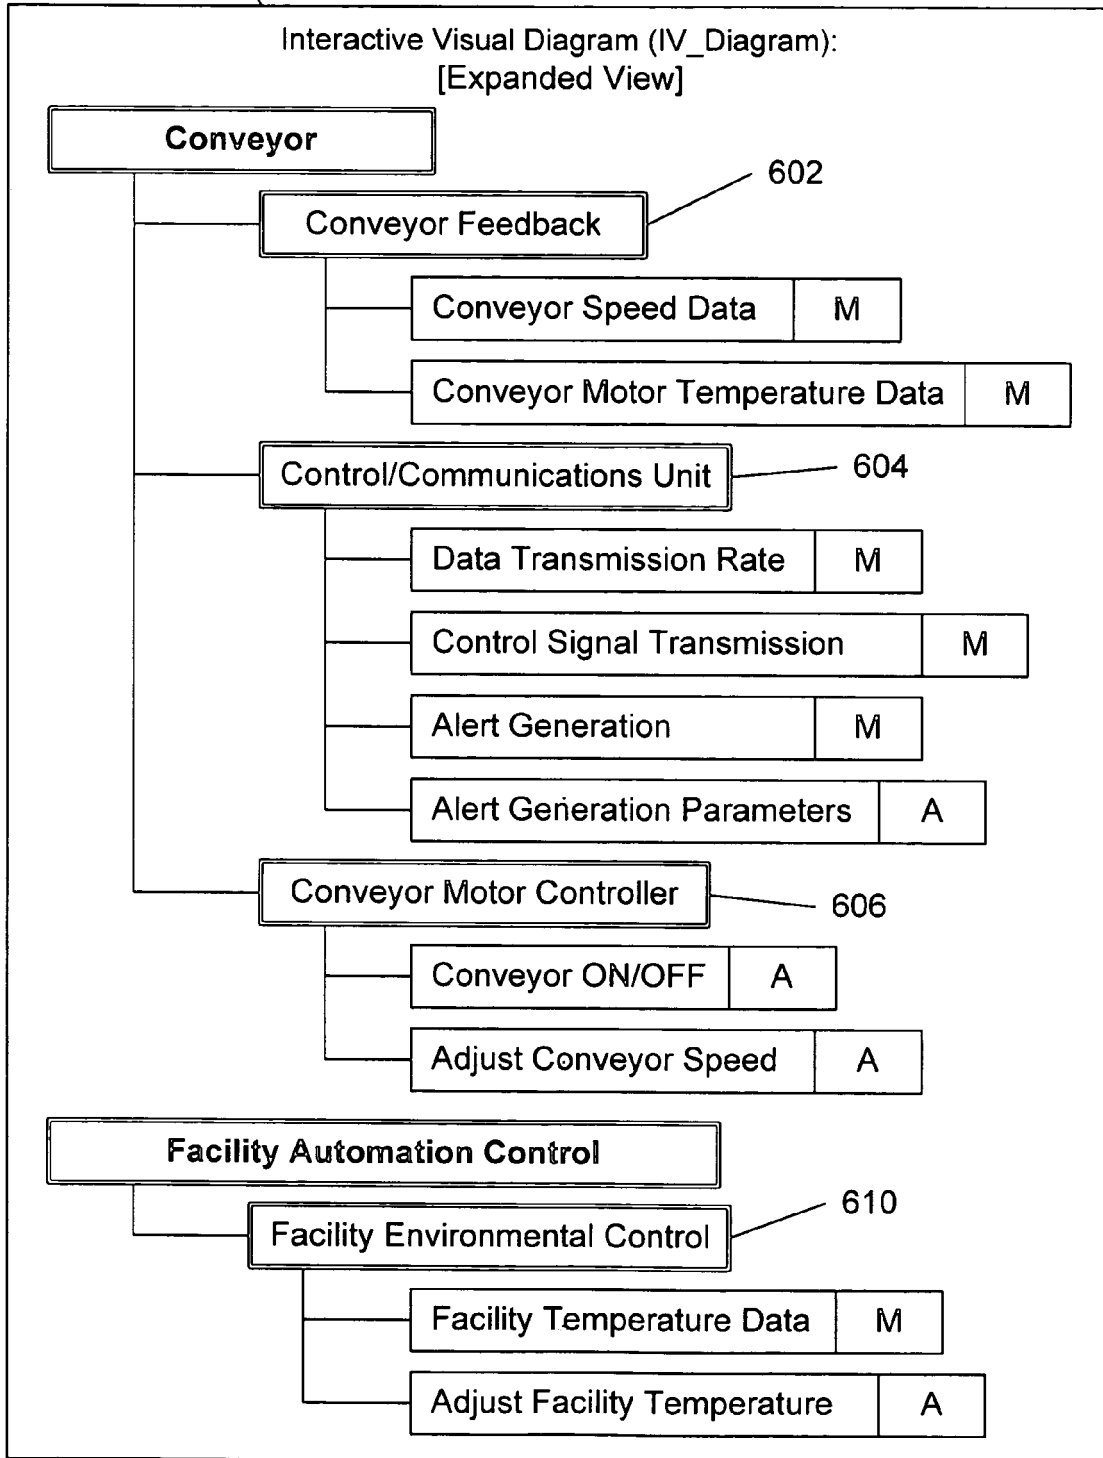 Interactive Visual Diagram (IV_Diagram):
[Expanded View]
Conveyor
602
Conveyor Feedback
Conveyor Speed Data M
Conveyor Motor Temperature Data M
Control/Communications Unit 604
Data Transmission Rate M
Control Signal Transmission M
Alert Generation M
Alert Generation Parameters A
Conveyor Motor Controller 606
Conveyor ON/OFF A
Adjust Conveyor Speed A
Facility Automation Control
610
Facility Environmental Control
Facility Temperature Data M
Adjust Facility Temperature A